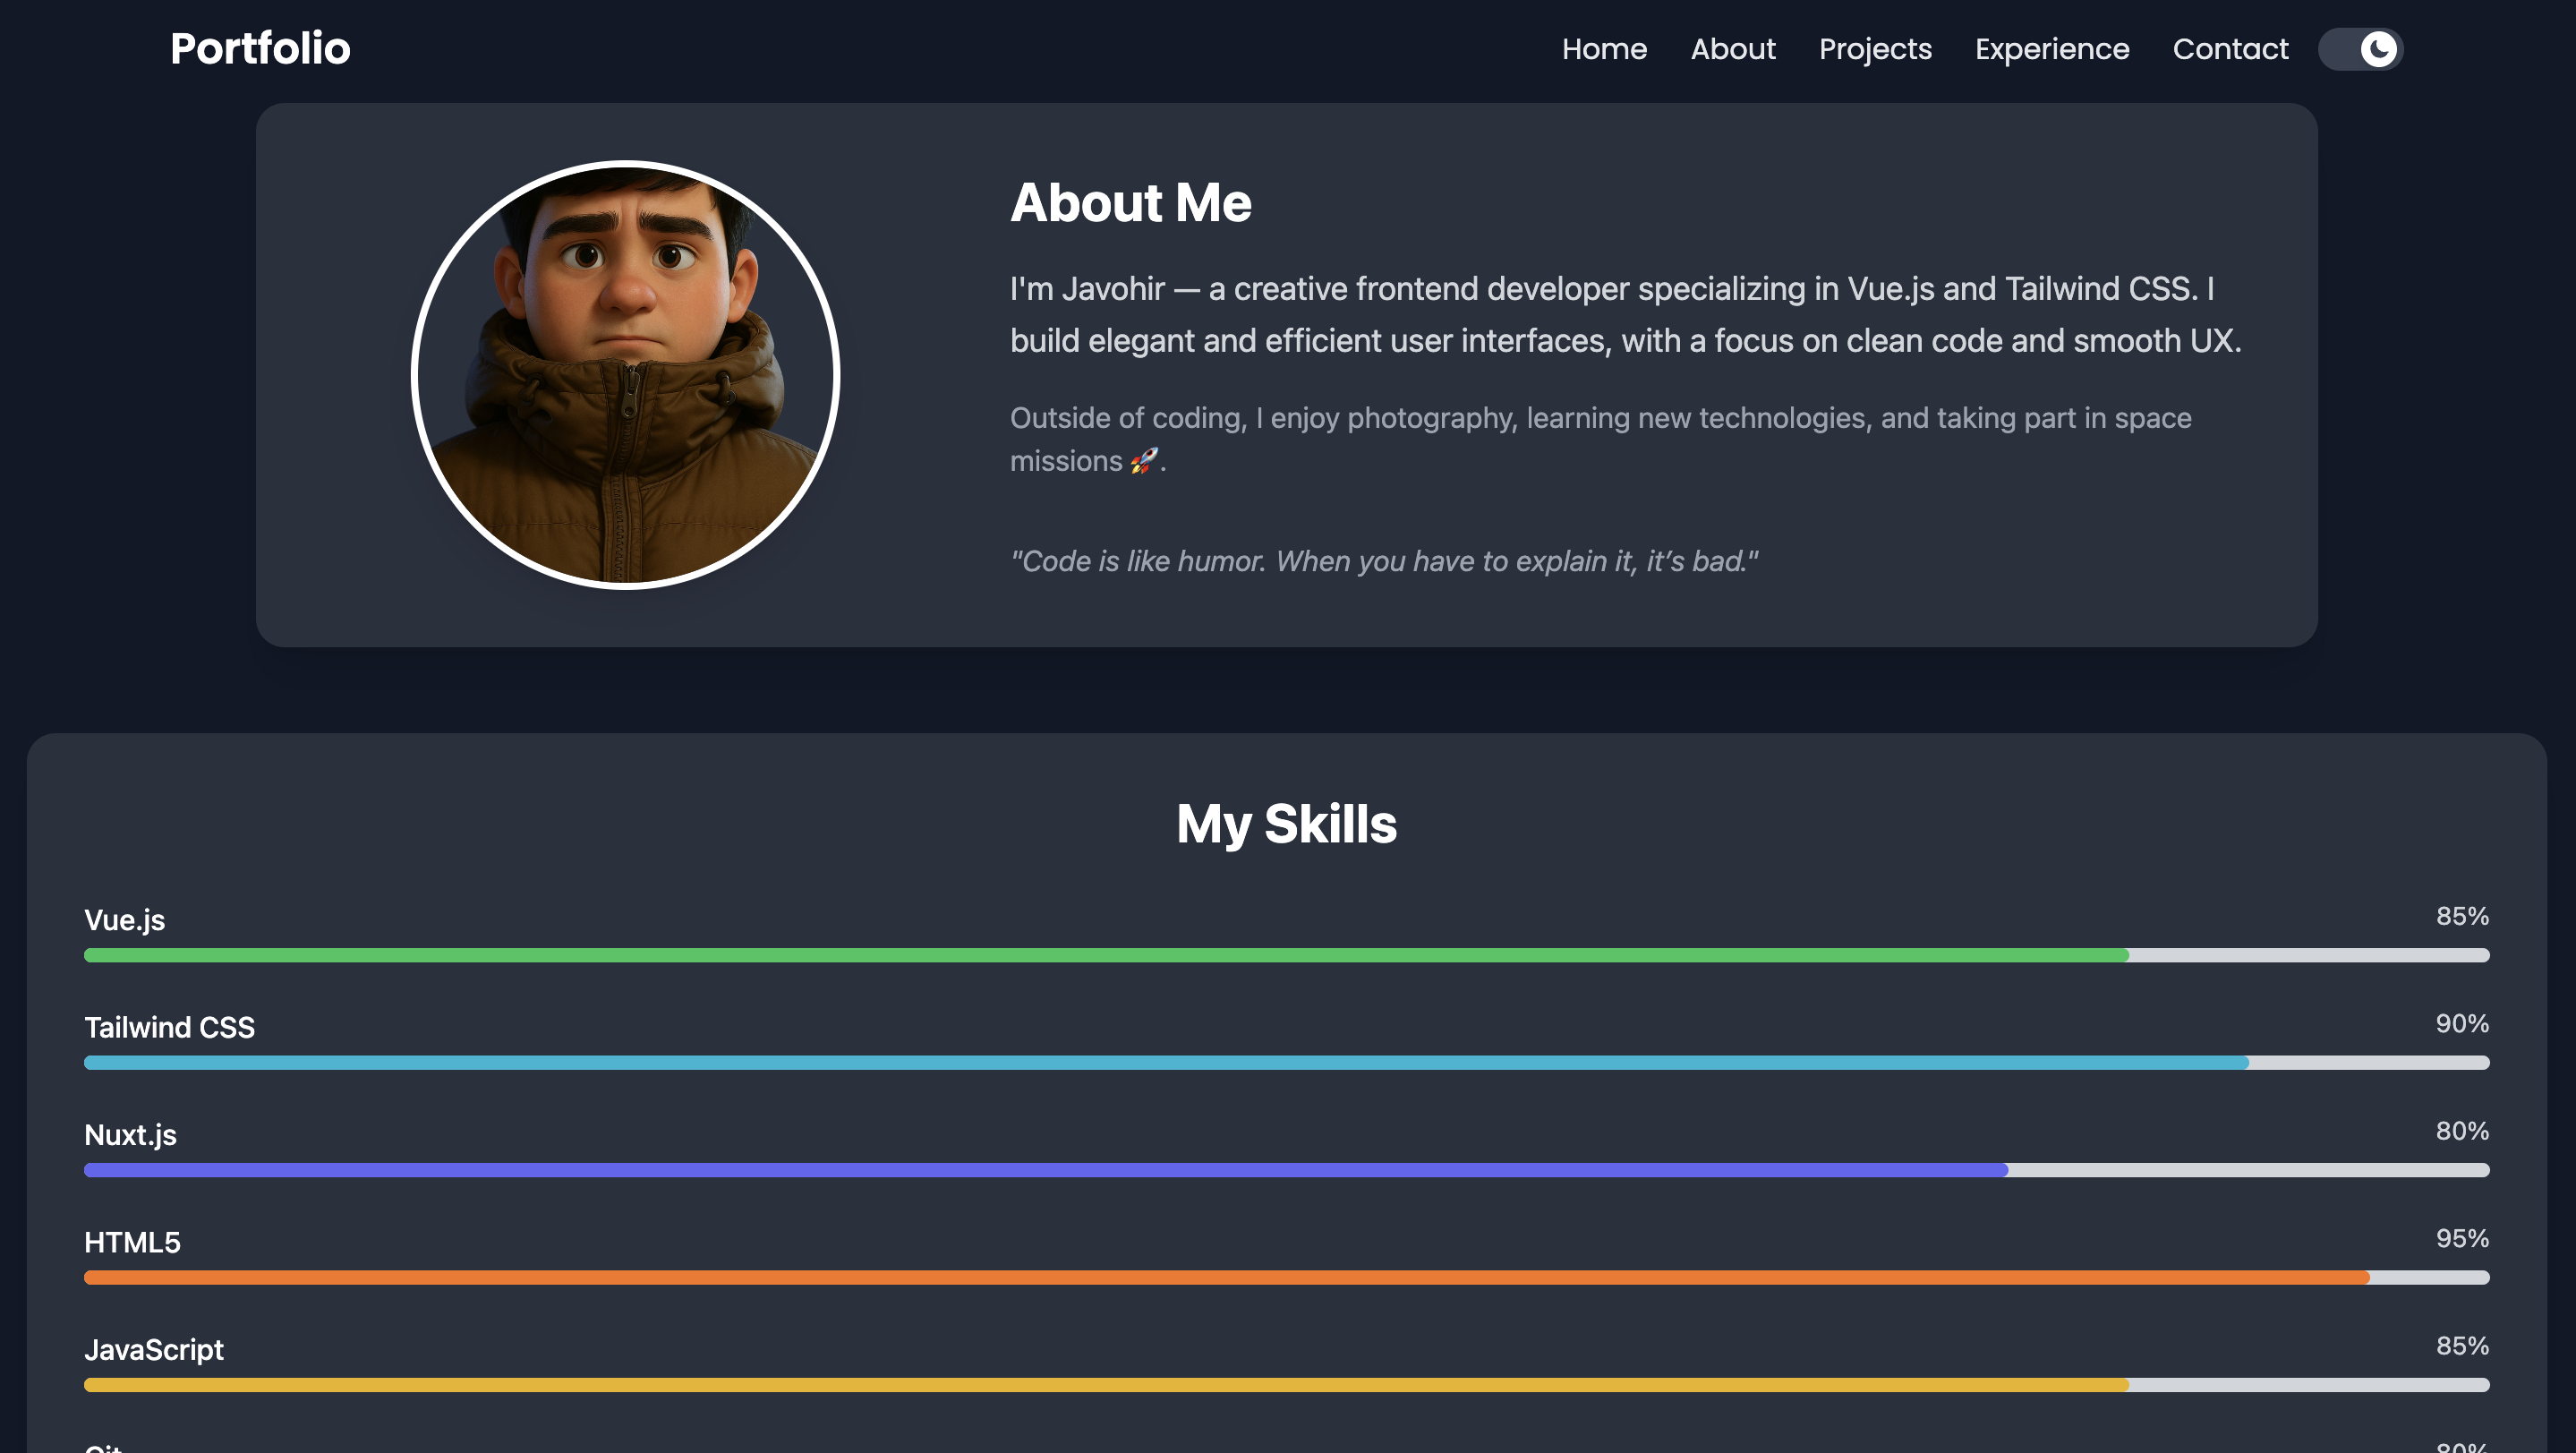 Portfolio
Home About Projects Experience Contact
About Me
I'm Javohir — a creative frontend developer specializing in Vue.js and Tailwind CSS. I
build elegant and efficient user interfaces, with a focus on clean code and smooth UX.
Outside of coding, I enjoy photography, learning new technologies, and taking part in space
missions 🚀.
"Code is like humor. When you have to explain it, it’s bad."
My Skills
Vue.js 85%
Tailwind CSS 90%
Nuxt.js 80%
HTML5 95%
JavaScript 85%